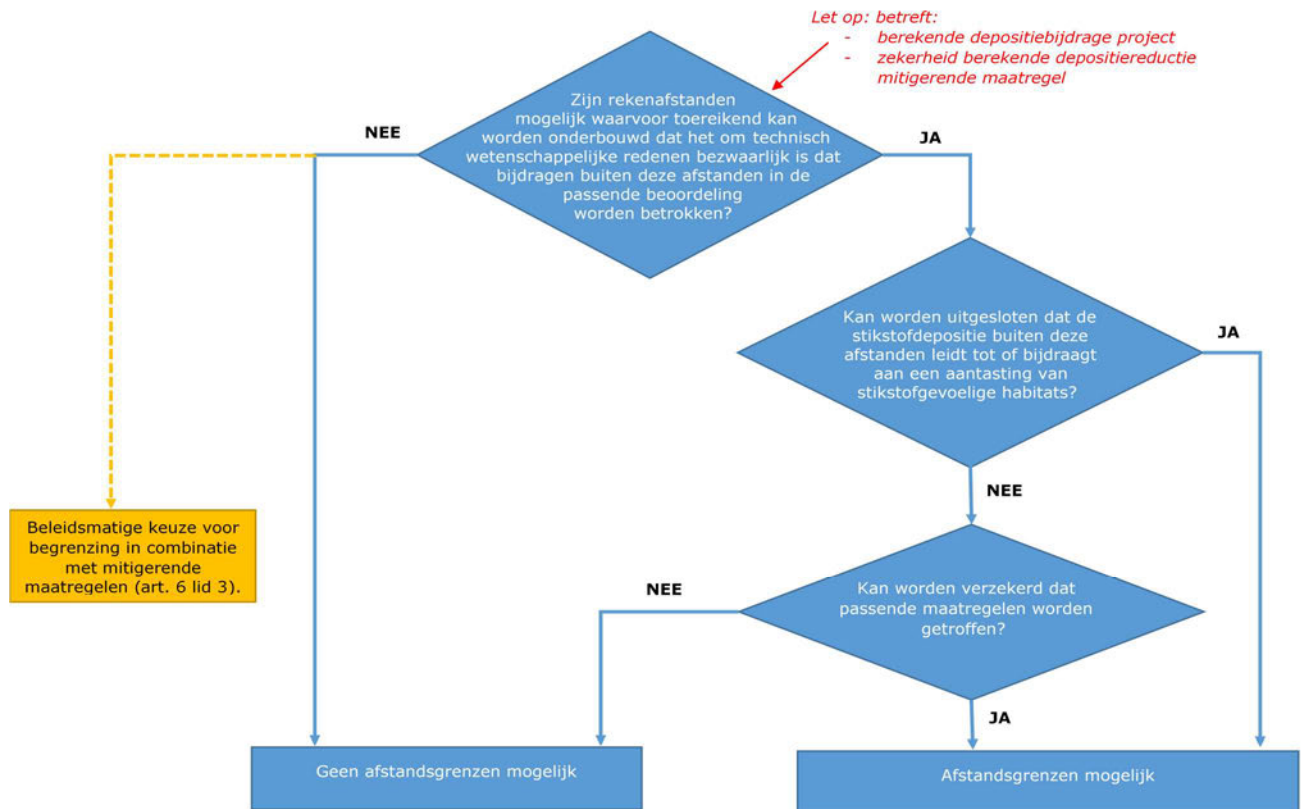 Let op: betreft:
- berekende depositiebijdrage project
- zekerheid berekende depositiereductie
mitigerende maatregel
Zijn rekenafstanden
mogelijk waarvoor toereikend kan
worden onderbouwd dat het om technisch
wetenschappelijke redenen bezwaarlijk is dat
bijdragen buiten deze afstanden in de
passende beoordeling
worden betrokken?
NEE
JA
Kan worden uitgesloten dat de
stikstofdepositie buiten deze
afstanden leidt tot of bijdraagt
aan een aantasting van
stikstofgevoelige habitats?
JA
NEE
Beleidsmatige keuze voor
begrenzing in combinatie
met mitigerende
maatregelen (art. 6 lid 3).
Kan worden verzekerd dat
passende maatregelen worden
getroffen?
NEE
JA
Geen afstandsgrenzen mogelijk
Afstandsgrenzen mogelijk